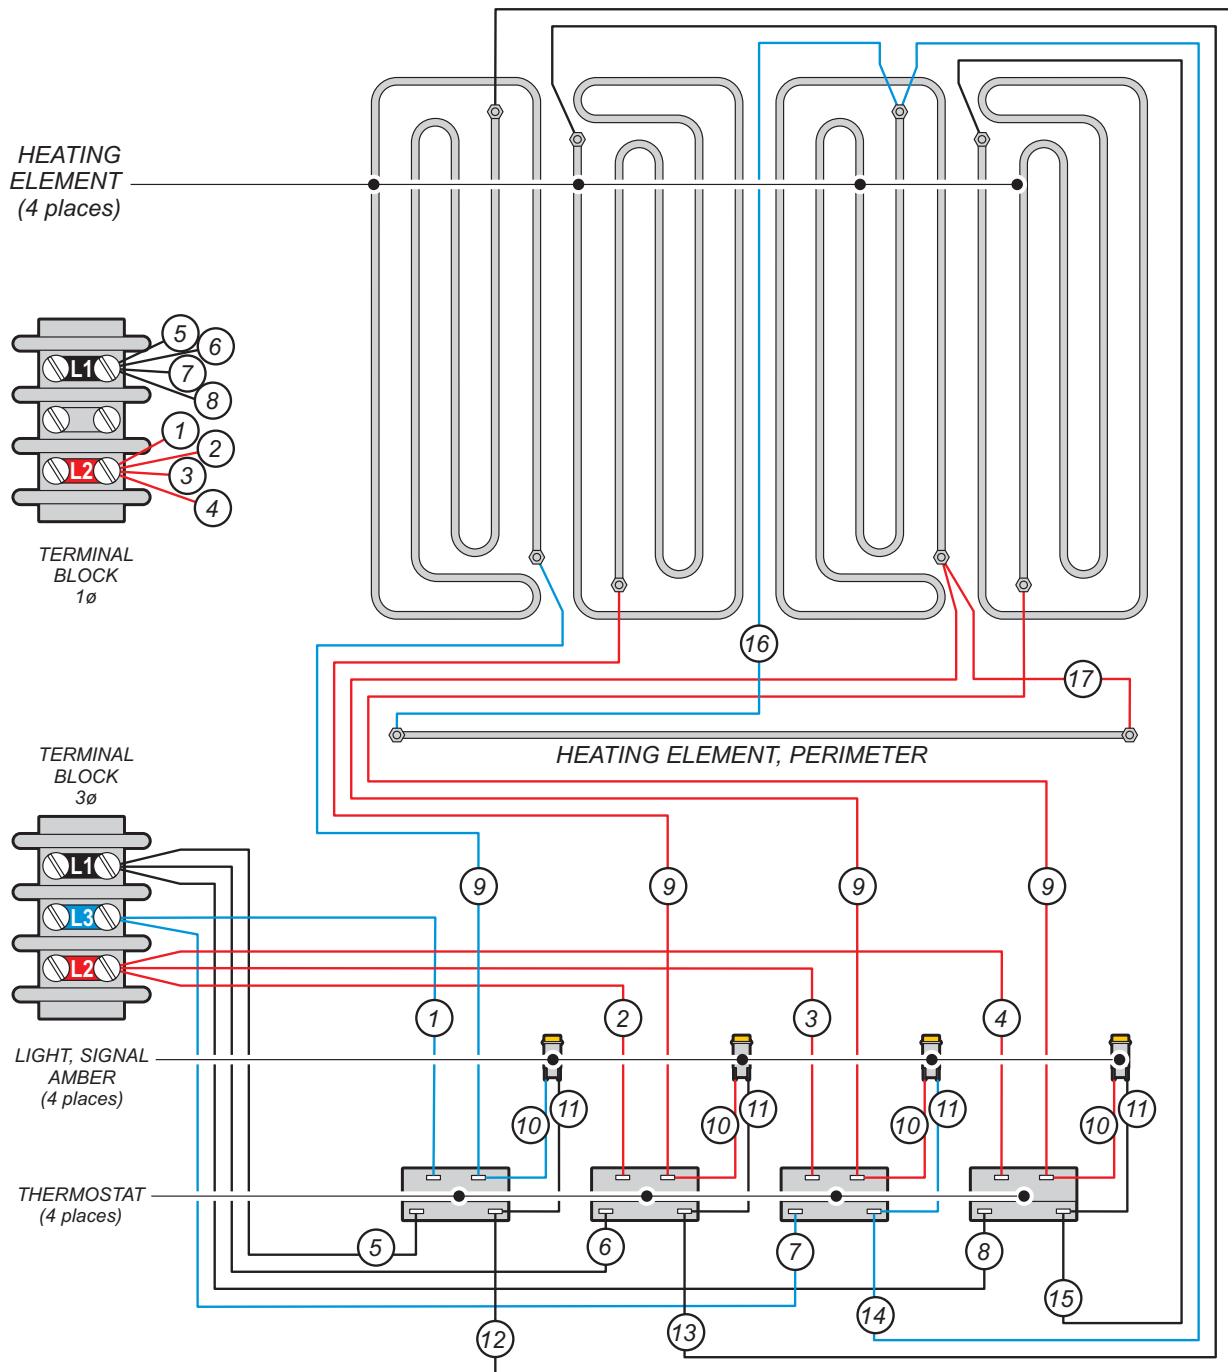 HEATING
ELEMENT
(4 places)
L1
5
6
7
8
L2
1
2
3
4
TERMINAL
BLOCK
1ø
16
17
HEATING ELEMENT, PERIMETER
TERMINAL
BLOCK
3ø
L1
L3
L2
9
9
9
9
1
2
3
4
LIGHT, SIGNAL
AMBER
(4 places)
10
11
10
11
10
11
10
11
THERMOSTAT
(4 places)
5
6
7
8
12
13
14
15